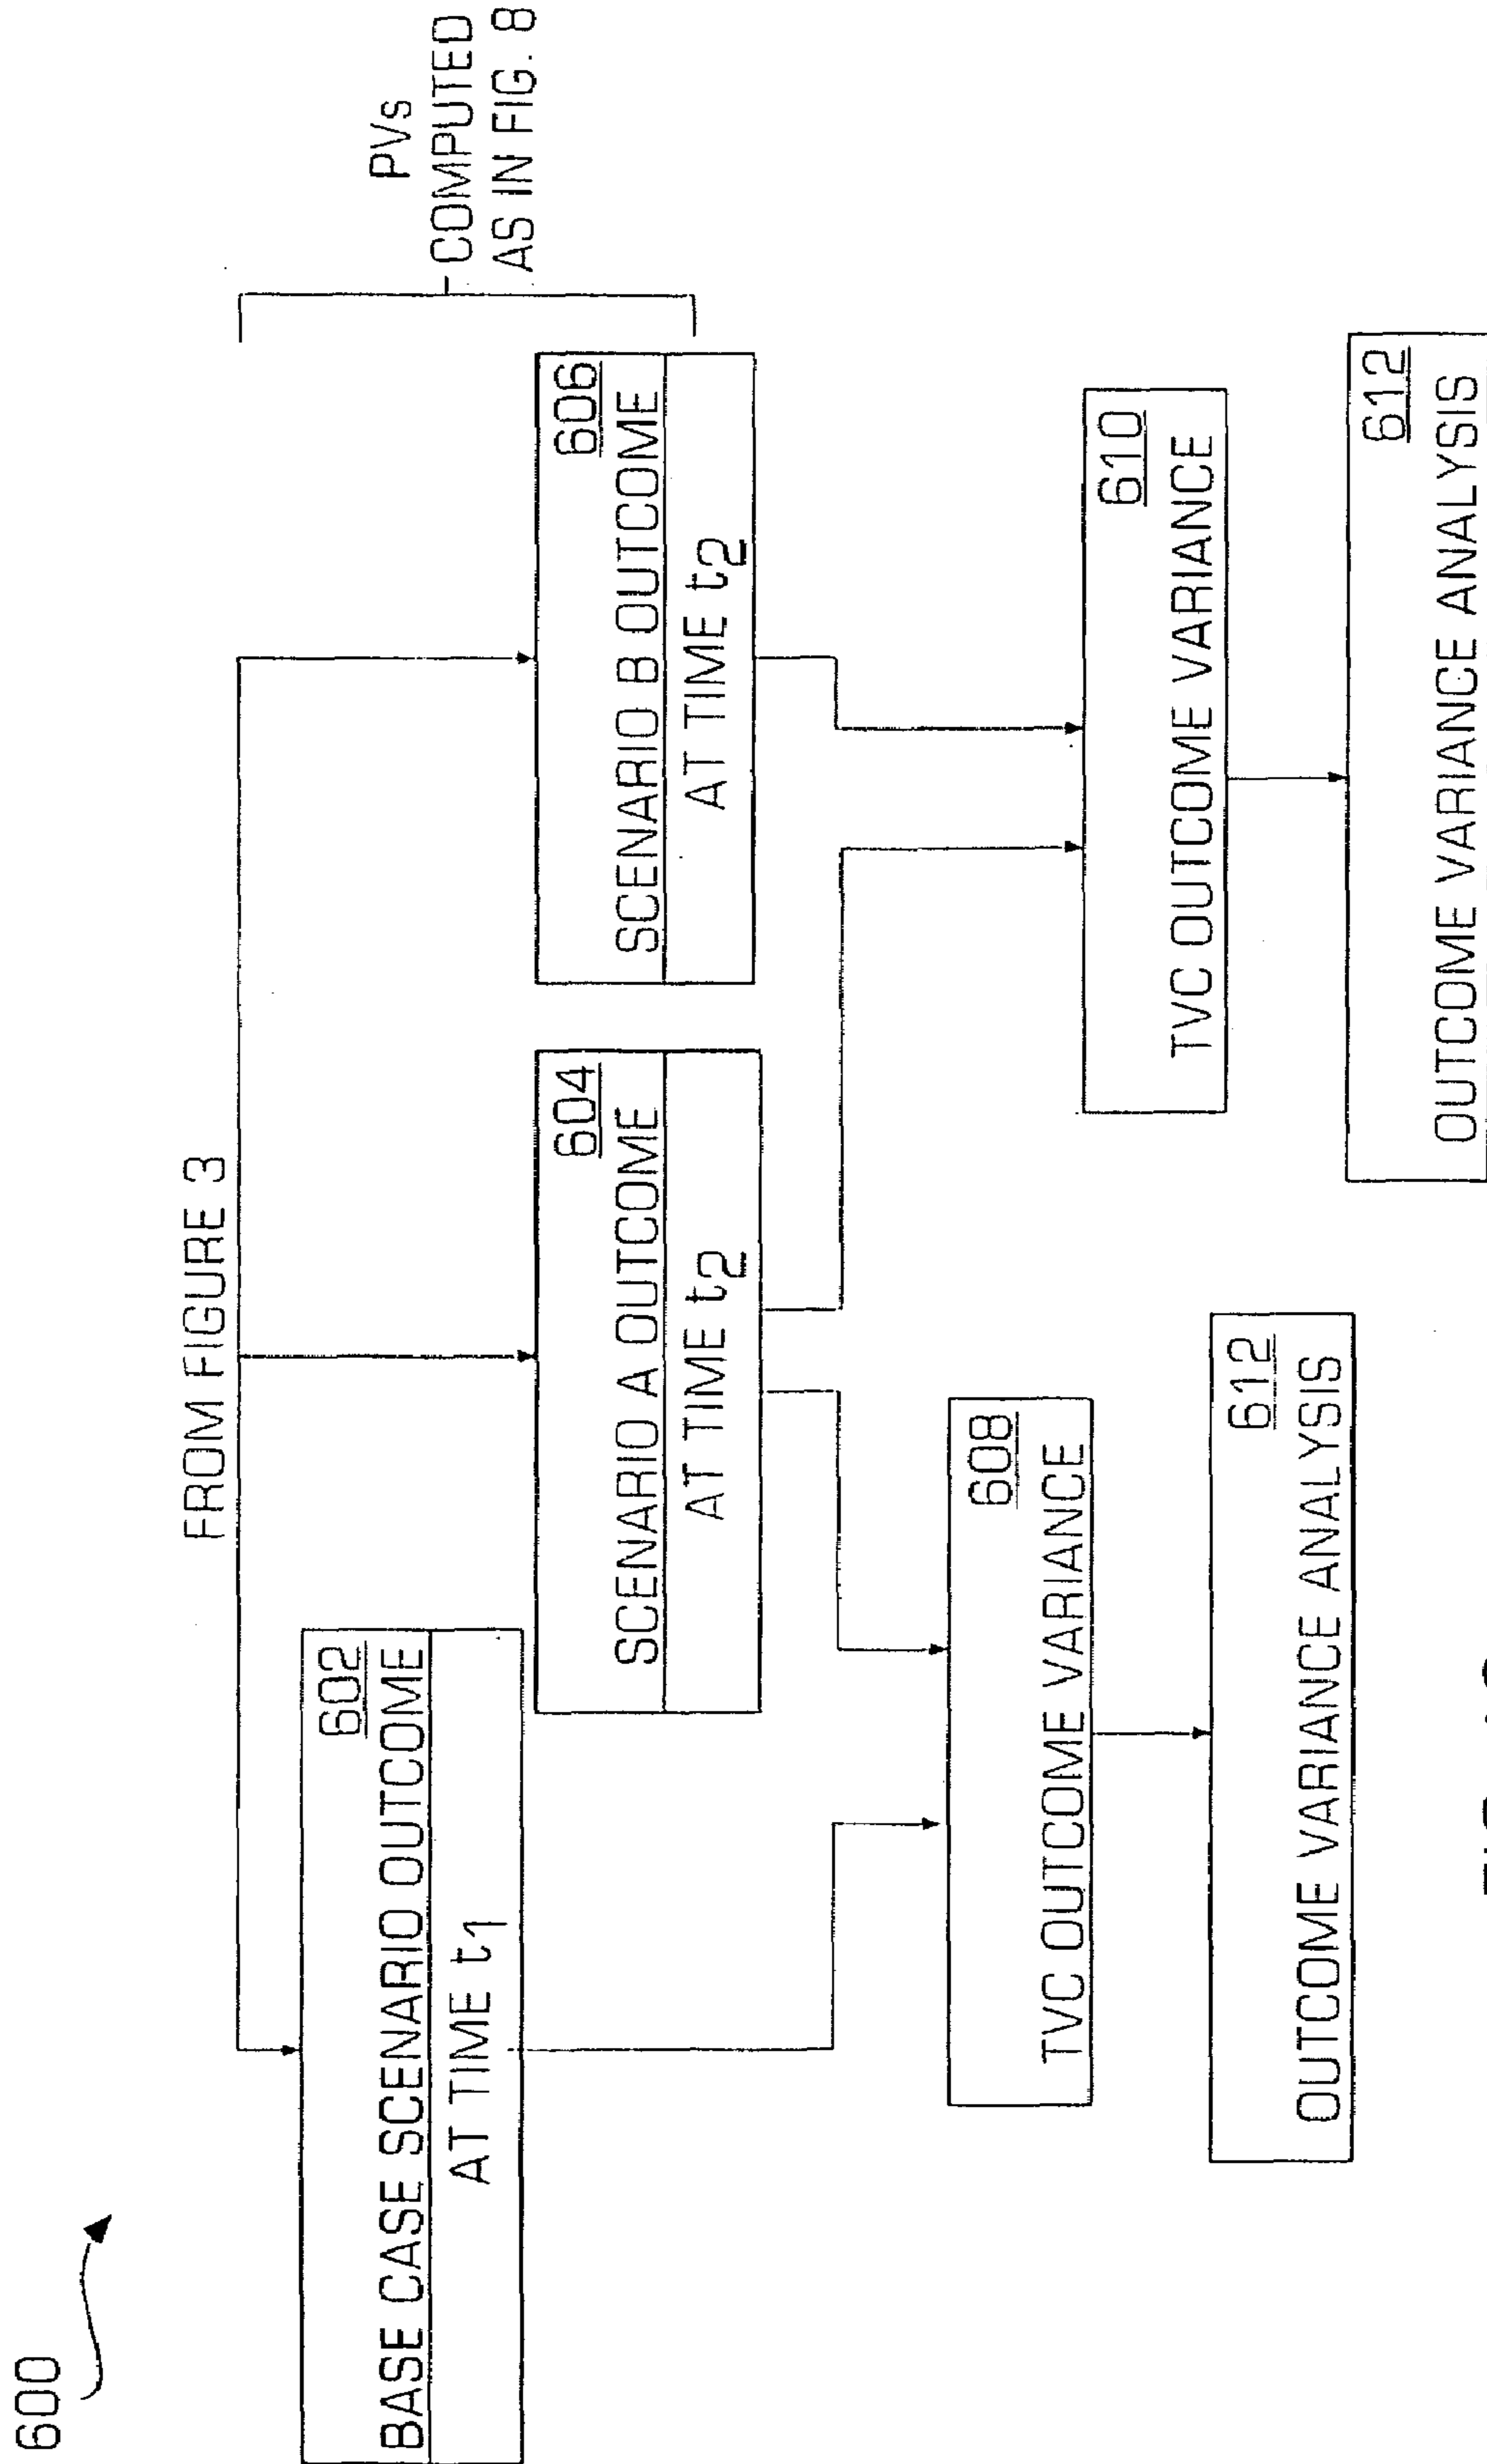 600
FROM FIGURE 3
PVs
COMPUTED
AS IN FIG. 8
602
BASE CASE SCENARIO OUTCOME
AT TIME t1
604
SCENARIO A OUTCOME
AT TIME t2
606
SCENARIO B OUTCOME
AT TIME t2
608
TVC OUTCOME VARIANCE
610
TVC OUTCOME VARIANCE
612
OUTCOME VARIANCE ANALYSIS
612
OUTCOME VARIANCE ANALYSIS